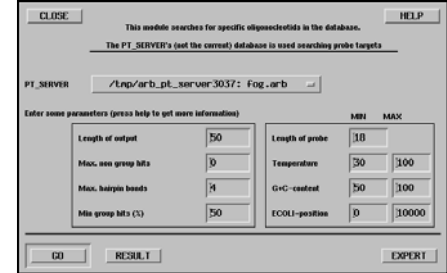 CLOSE HELP
This module searches for specific oligonucleotids in the database.
The PT_SERVER's (not the current) database is used searching probe targets
PT_SERVER /tmp/arb_pt_server3037: fog.arb
Enter some parameters (press help to get more information) MIN MAX
Length of output 50 Length of probe 18
Max. non group hits 0 Temperature 30 100
Max. hairpin bonds 4 G+C-content 50 100
Min group hits (%) 50 ECOLI-position 0 10000
GO RESULT EXPERT